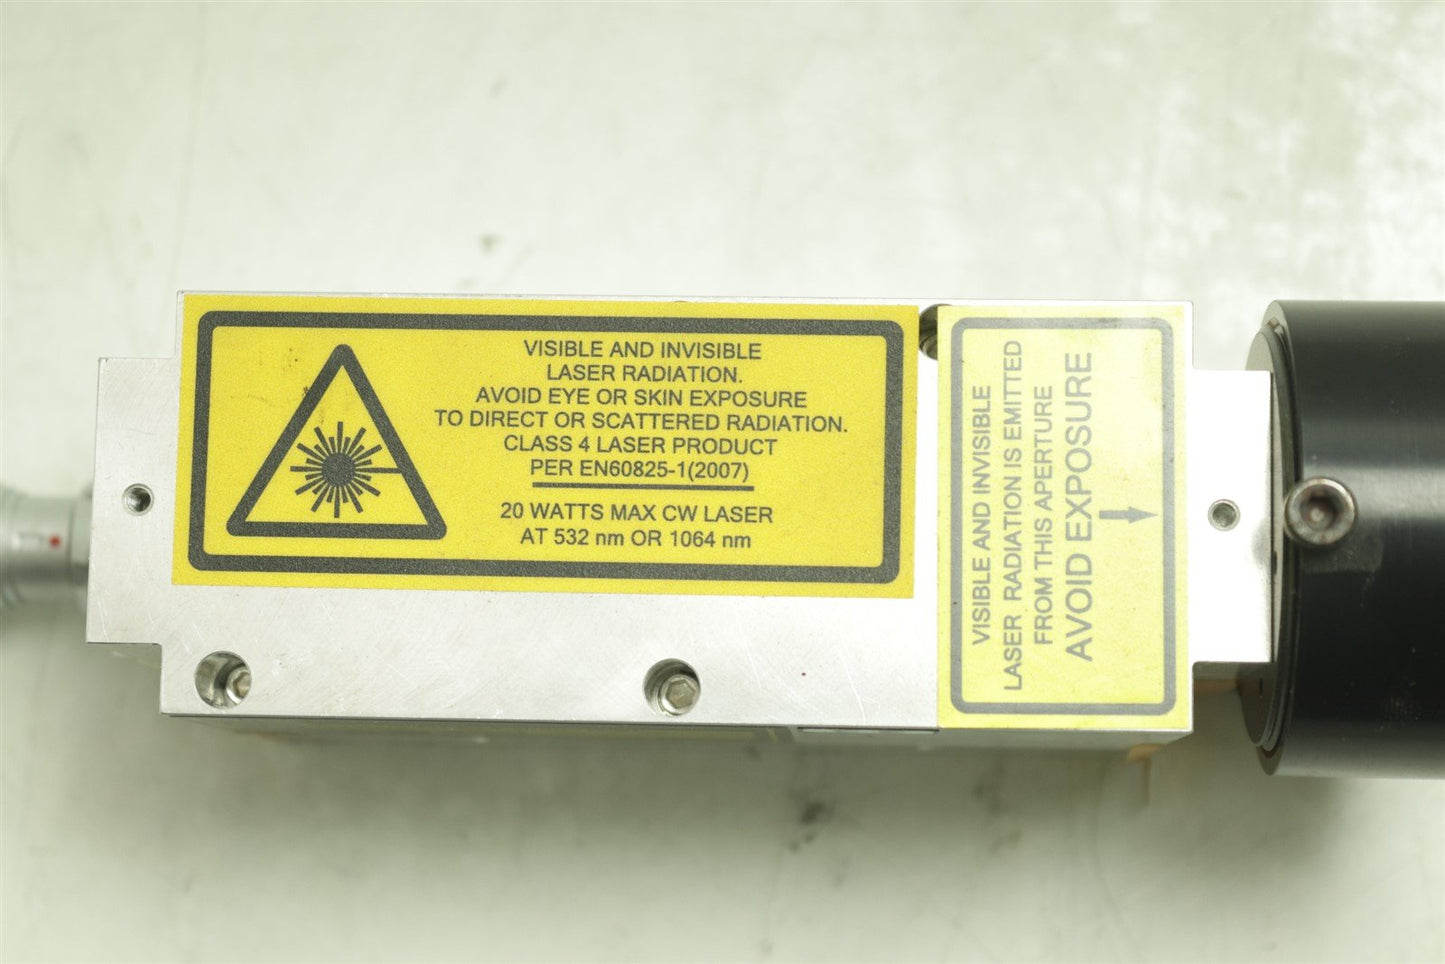 VISIBLE AND INVISIBLE
LASER RADIATION.
AVOID EYE OR SKIN EXPOSURE
TO DIRECT OR SCATTERED RADIATION.
CLASS 4 LASER PRODUCT
PER EN60825-1(2007)
20 WATTS MAX CW LASER
AT 532 nm OR 1064 nm
VISIBLE AND INVISIBLE
LASER RADIATION IS EMITTED
FROM THIS APERTURE
AVOID EXPOSURE